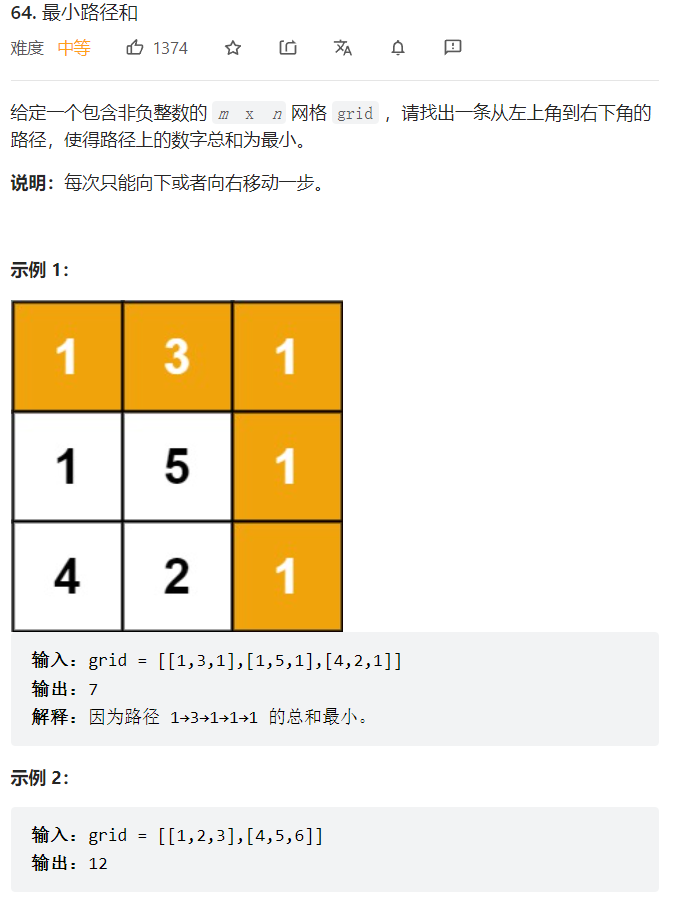 64. 最小路径和
难度 中等 1374
给定一个包含非负整数的 m x n 网格 grid ，请找出一条从左上角到右下角的
路径，使得路径上的数字总和为最小。
说明：每次只能向下或者向右移动一步。
示例 1：
1 3 1
1 5 1
4 2 1
输入：grid = [[1,3,1],[1,5,1],[4,2,1]]
输出：7
解释：因为路径 1→3→1→1→1 的总和最小。
示例 2：
输入：grid = [[1,2,3],[4,5,6]]
输出：12